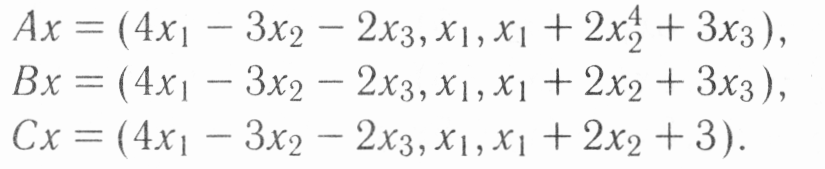 Ax = (4x₁ − 3x₂ − 2x₃, x₁, x₁ + 2x₂⁴ + 3x₃),
Bx = (4x₁ − 3x₂ − 2x₃, x₁, x₁ + 2x₂ + 3x₃),
Cx = (4x₁ − 3x₂ − 2x₃, x₁, x₁ + 2x₂ + 3).